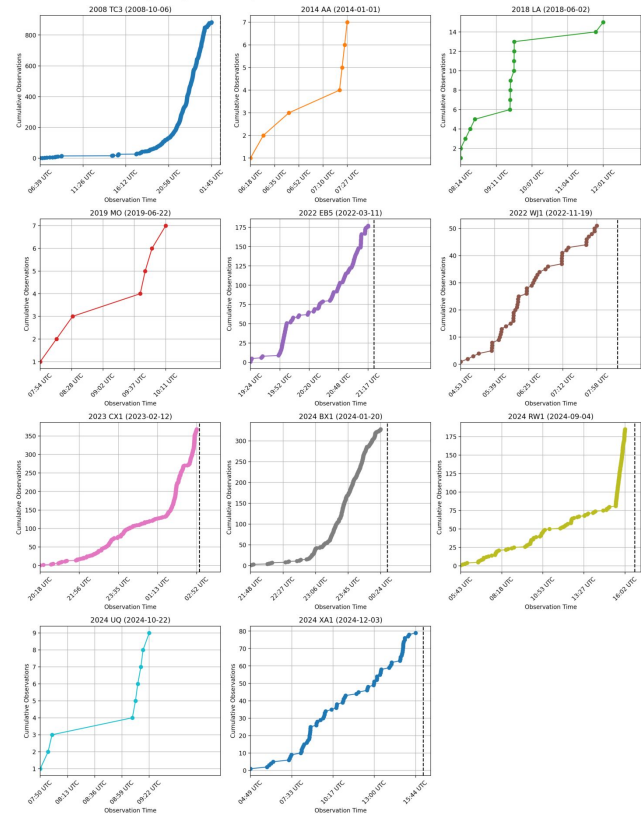 2008 TC3 (2008-10-06)
Cumulative Observations
800
600
400
200
0
06:39 UTC
11:26 UTC
16:12 UTC
20:58 UTC
01:45 UTC
Observation Time
2014 AA (2014-01-01)
Cumulative Observations
7
6
5
4
3
2
1
06:18 UTC
06:35 UTC
06:52 UTC
07:10 UTC
07:27 UTC
Observation Time
2018 LA (2018-06-02)
Cumulative Observations
14
12
10
8
6
4
2
08:14 UTC
09:11 UTC
10:07 UTC
11:04 UTC
12:01 UTC
Observation Time
2019 MO (2019-06-22)
Cumulative Observations
7
6
5
4
3
2
1
07:54 UTC
08:28 UTC
09:02 UTC
09:37 UTC
10:11 UTC
Observation Time
2022 EB5 (2022-03-11)
Cumulative Observations
175
150
125
100
75
50
25
0
19:24 UTC
19:52 UTC
20:20 UTC
20:48 UTC
21:17 UTC
Observation Time
2022 WJ1 (2022-11-19)
Cumulative Observations
50
40
30
20
10
0
04:53 UTC
05:39 UTC
06:25 UTC
07:12 UTC
07:58 UTC
Observation Time
2023 CX1 (2023-02-12)
Cumulative Observations
350
300
250
200
150
100
50
0
20:18 UTC
21:56 UTC
23:35 UTC
01:13 UTC
02:52 UTC
Observation Time
2024 BX1 (2024-01-20)
Cumulative Observations
300
250
200
150
100
50
0
21:48 UTC
22:27 UTC
23:06 UTC
23:45 UTC
00:24 UTC
Observation Time
2024 RW1 (2024-09-04)
Cumulative Observations
175
150
125
100
75
50
25
0
05:43 UTC
08:18 UTC
10:53 UTC
13:27 UTC
16:02 UTC
Observation Time
2024 UQ (2024-10-22)
Cumulative Observations
9
8
7
6
5
4
3
2
1
07:50 UTC
08:13 UTC
08:36 UTC
08:59 UTC
09:22 UTC
Observation Time
2024 XA1 (2024-12-03)
Cumulative Observations
80
70
60
50
40
30
20
10
0
04:49 UTC
07:33 UTC
10:17 UTC
13:00 UTC
15:44 UTC
Observation Time